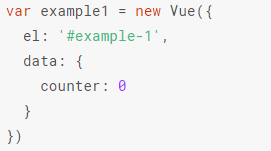 var example1 = new Vue({
  el: '#example-1',
  data: {
    counter: 0
  }
})